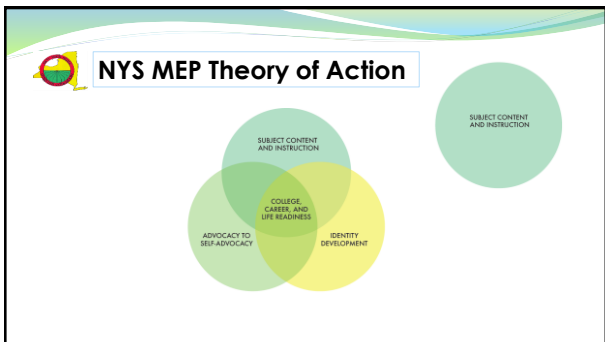 NYS MEP Theory of Action
SUBJECT CONTENT
AND INSTRUCTION
COLLEGE,
CAREER, AND
LIFE READINESS
ADVOCACY TO
SELF-ADVOCACY
IDENTITY
DEVELOPMENT
SUBJECT CONTENT
AND INSTRUCTION